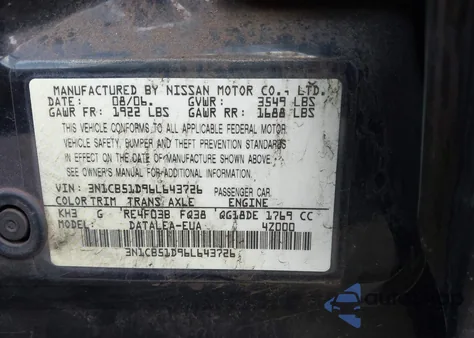 MANUFACTURED BY NISSAN MOTOR CO., LTD.
DATE: 08/06. GVWR: 3549 LBS
GAWR FR: 1922 LBS GAWR RR: 1688 LBS
THIS VEHICLE CONFORMS TO ALL APPLICABLE FEDERAL MOTOR
VEHICLE SAFETY, BUMPER AND THEFT PREVENTION STANDARDS
IN EFFECT ON THE DATE OF MANUFACTURE SHOWN ABOVE.
SEE OWNER'S MANUAL FOR ADDITIONAL INFORMATION.
VIN: 3N1CB51D96L643726 PASSENGER CAR
COLOR TRIM TRANS AXLE ENGINE
KH3 G RE4F03B FQ38 QG18DE 1769 CC
MODEL: DATALEA-EUA 4Z000
3N1CB51D96L643726